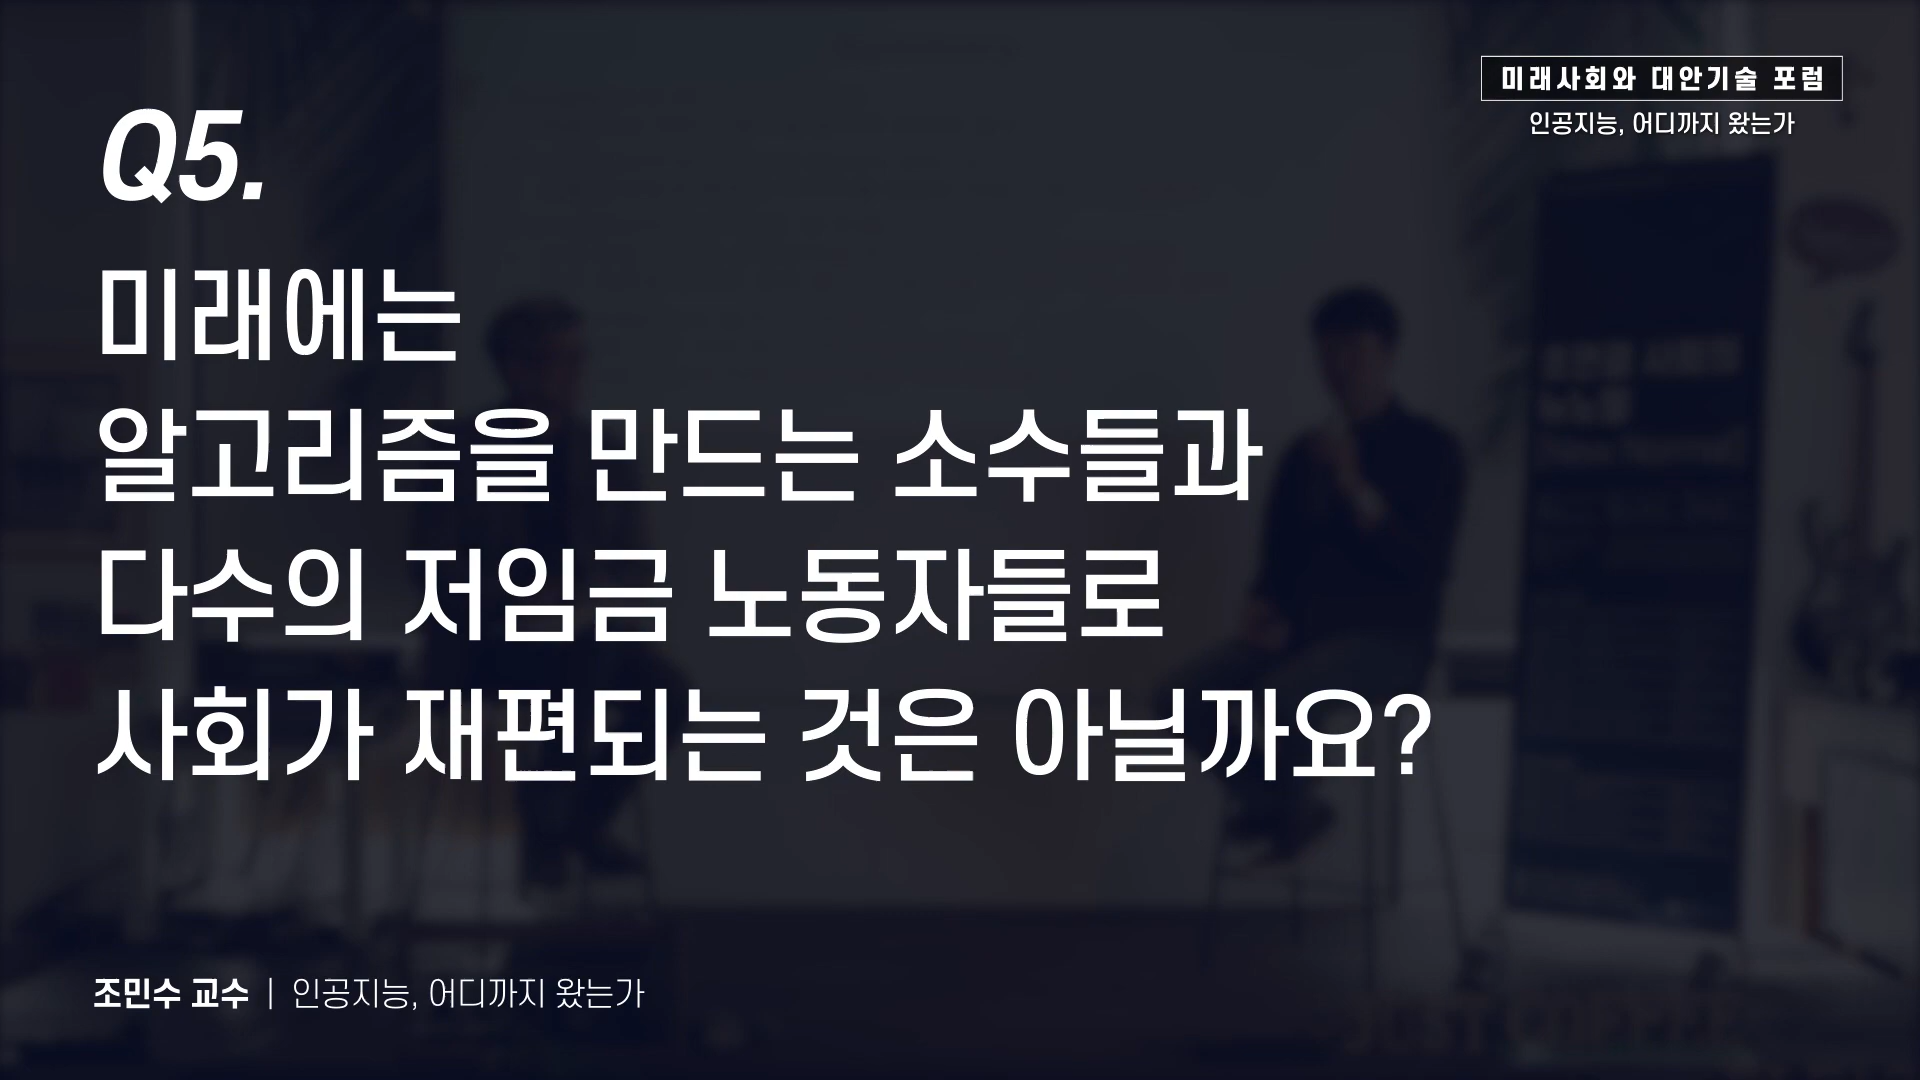 미래사회와 대안기술 포럼
인공지능, 어디까지 왔는가
Q5.
미래에는
알고리즘을 만드는 소수들과
다수의 저임금 노동자들로
사회가 재편되는 것은 아닐까요?
조민수 교수 | 인공지능, 어디까지 왔는가